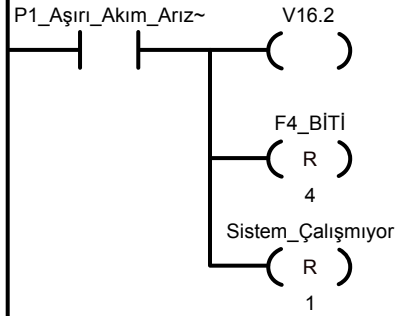 P1_Aşırı_Akım_Arız~
V16.2
F4_BİTİ
R
4
Sistem_Çalışmıyor
R
1